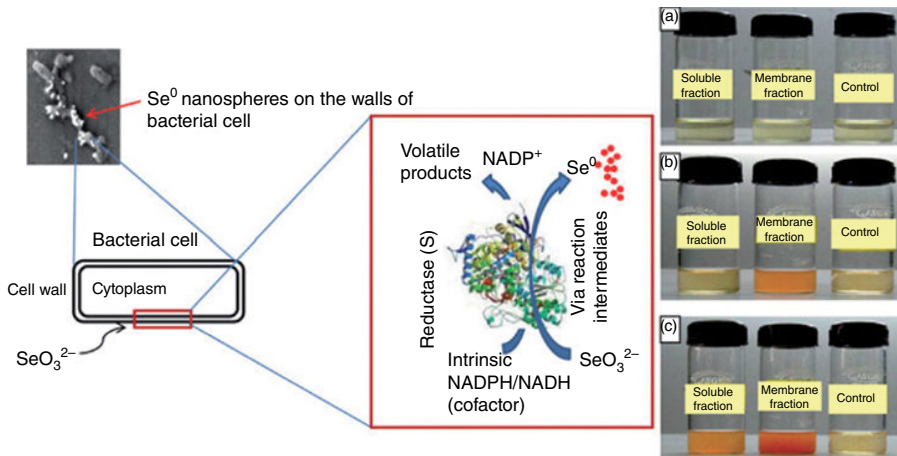 Se⁰ nanospheres on the walls of
bacterial cell
Bacterial cell
Cell wall
Cytoplasm
SeO₃²⁻
Volatile
products
NADP⁺
Se⁰
Reductase (S)
Via reaction
intermediates
Intrinsic
NADPH/NADH
(cofactor)
SeO₃²⁻
(a)
Soluble
fraction
Membrane
fraction
Control
(b)
Soluble
fraction
Membrane
fraction
Control
(c)
Soluble
fraction
Membrane
fraction
Control